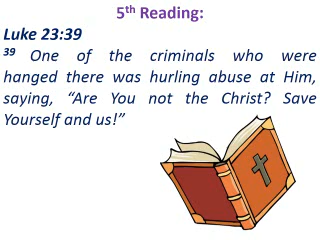 5th Reading:
Luke 23:39
39 One of the criminals who were
hanged there was hurling abuse at Him,
saying, “Are You not the Christ? Save
Yourself and us!”